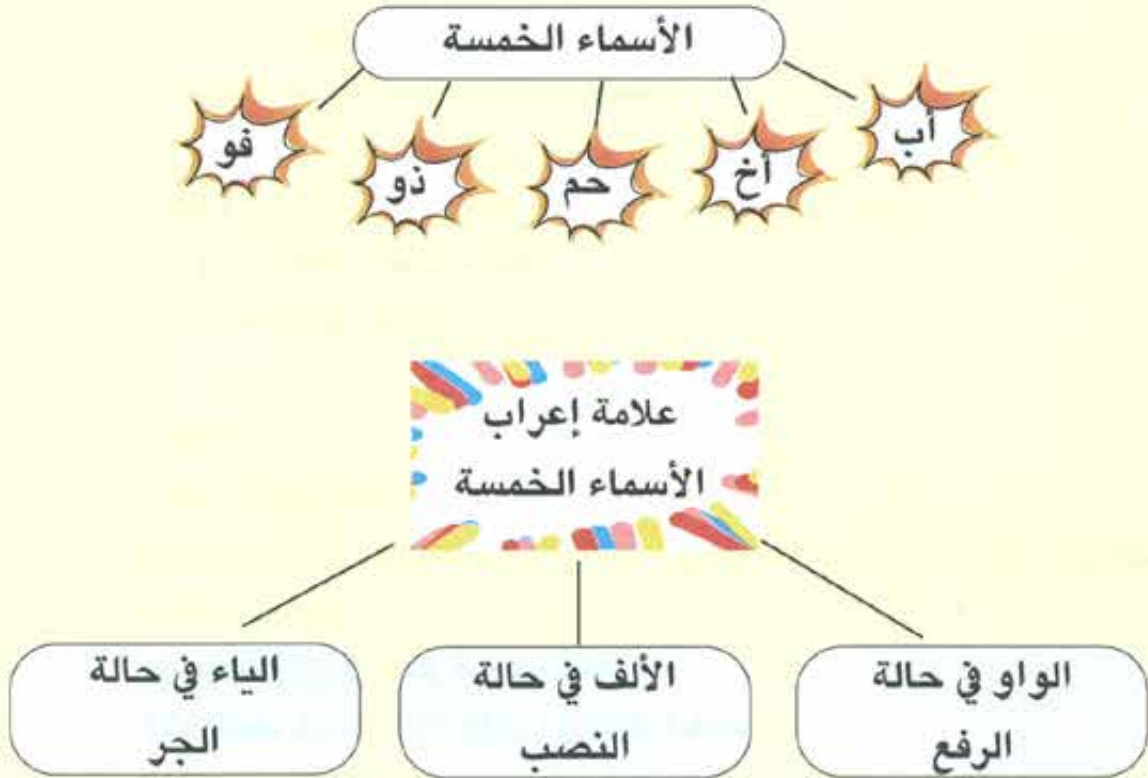 الأسماء الخمسة
أب
أخ
حم
ذو
فو
علامة إعراب
الأسماء الخمسة
الواو في حالة
الرفع
الألف في حالة
النصب
الياء في حالة
الجر